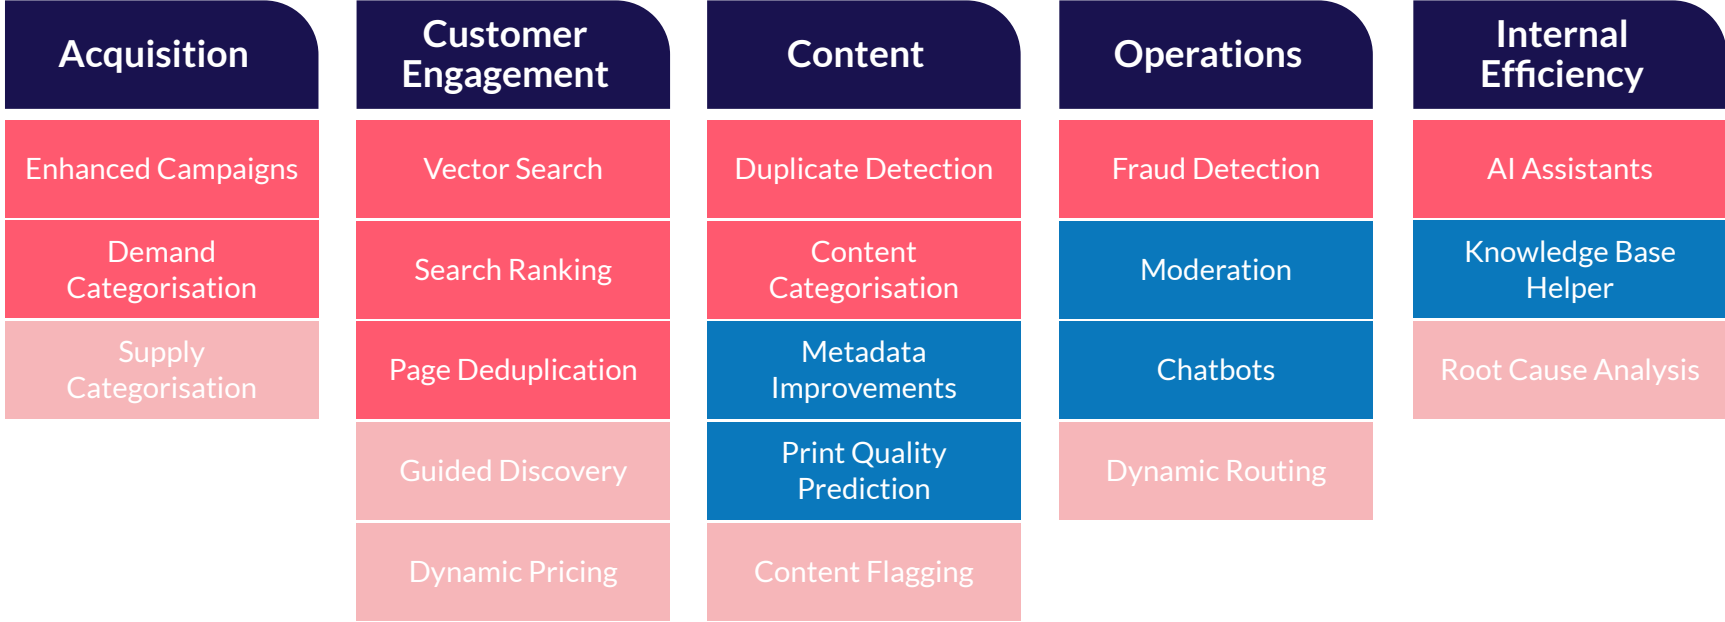 Acquisition
Enhanced Campaigns
Demand
Categorisation
Supply
Categorisation
Customer
Engagement
Vector Search
Search Ranking
Page Deduplication
Guided Discovery
Dynamic Pricing
Content
Duplicate Detection
Content
Categorisation
Metadata
Improvements
Print Quality
Prediction
Content Flagging
Operations
Fraud Detection
Moderation
Chatbots
Dynamic Routing
Internal
Efficiency
AI Assistants
Knowledge Base
Helper
Root Cause Analysis